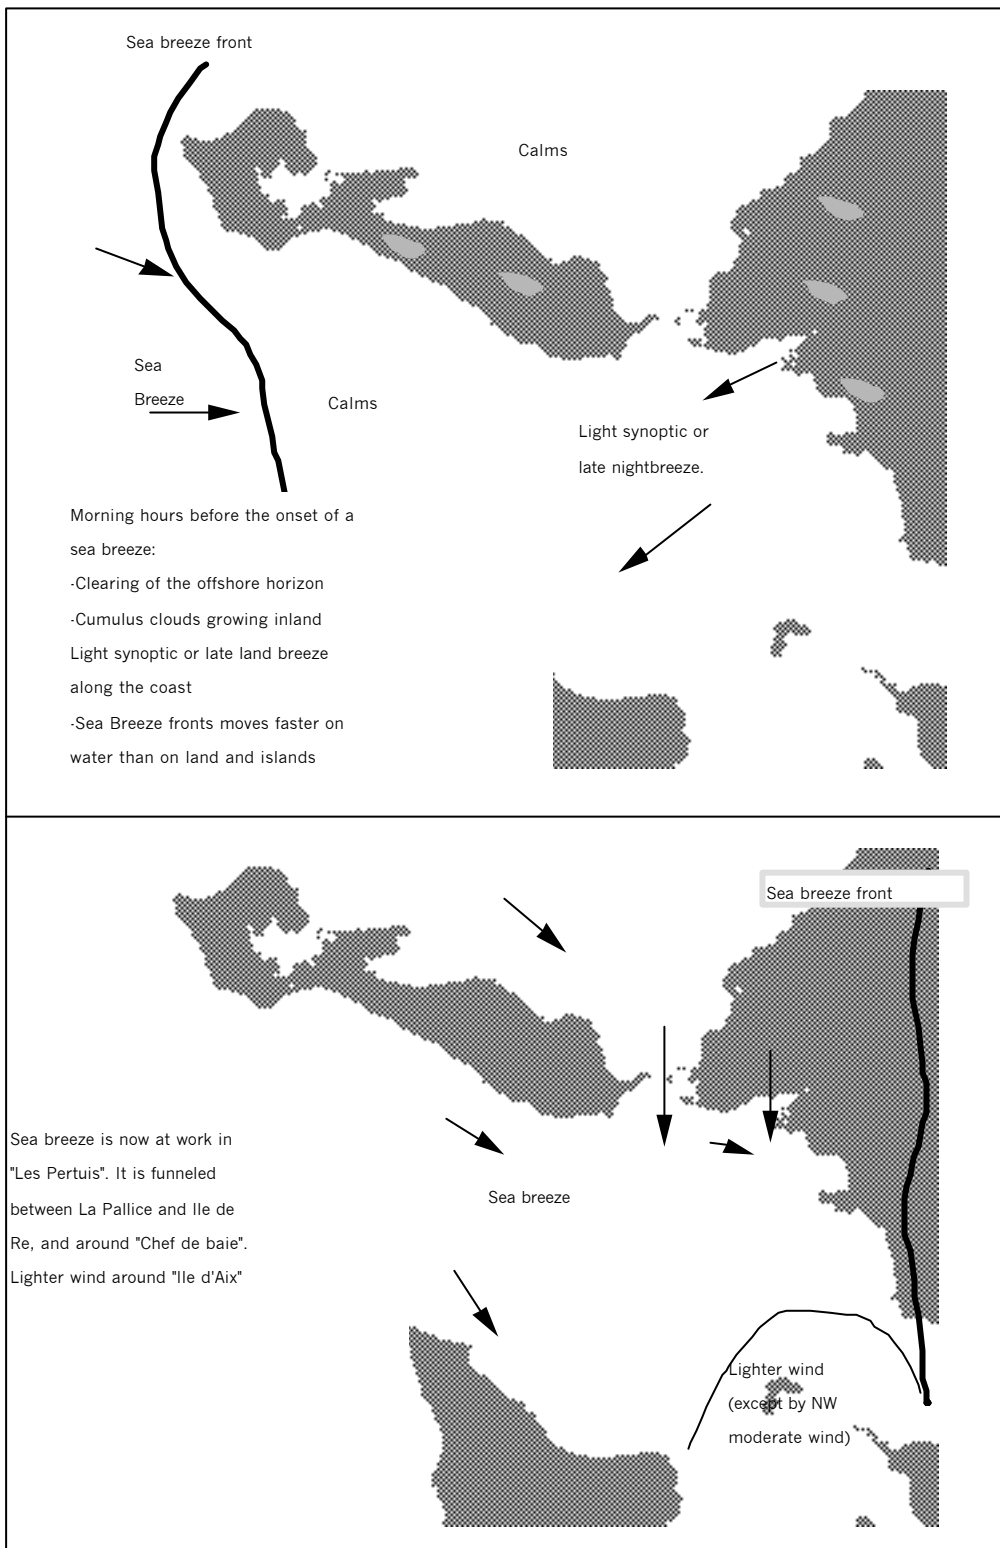 Sea breeze front
Calms
Sea
Breeze
Calms
Light synoptic or
late nightbreeze.
Morning hours before the onset of a
sea breeze:
-Clearing of the offshore horizon
-Cumulus clouds growing inland
Light synoptic or late land breeze
along the coast
-Sea Breeze fronts moves faster on
water than on land and islands
Sea breeze front
Sea breeze is now at work in
"Les Pertuis". It is funneled
between La Pallice and Ile de
Re, and around "Chef de baie".
Lighter wind around "Ile d'Aix"
Sea breeze
Lighter wind
(except by NW
moderate wind)